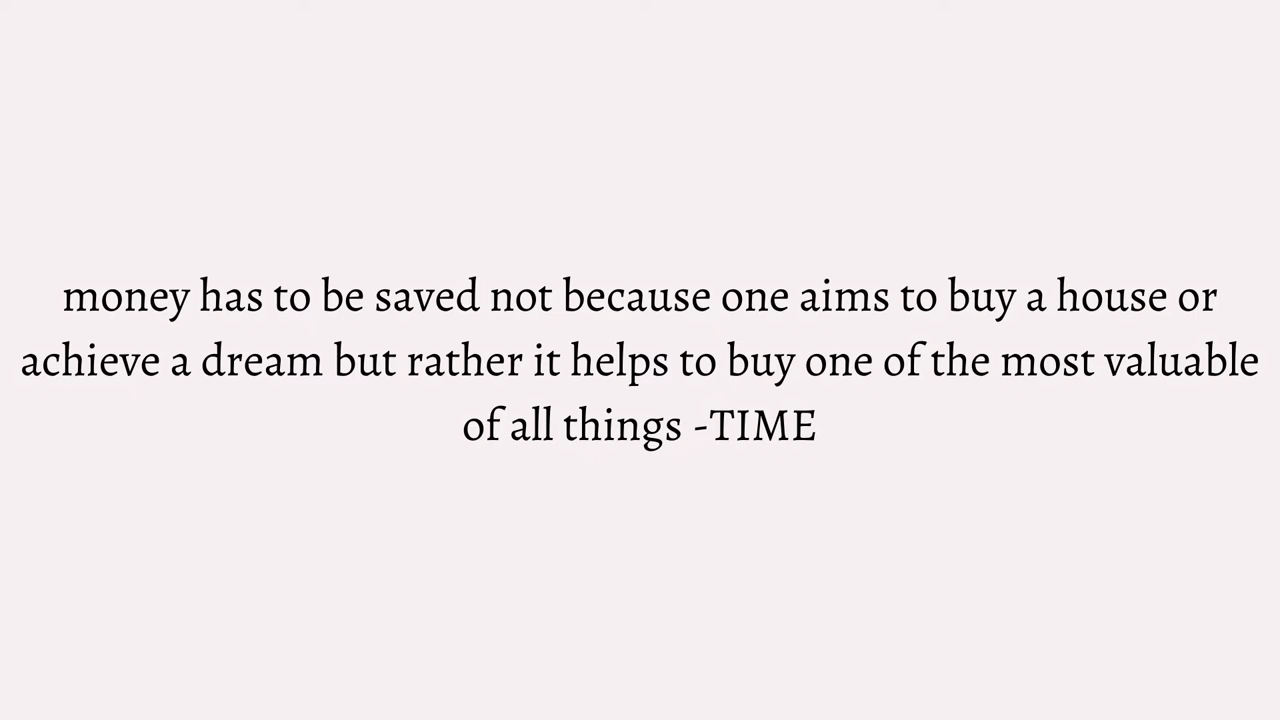 money has to be saved not because one aims to buy a house or
achieve a dream but rather it helps to buy one of the most valuable
of all things -TIME